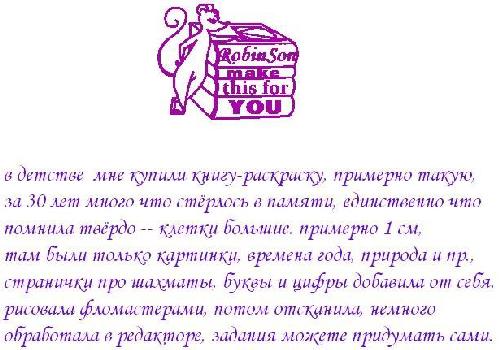 RobinSon
make
this for
YOU
в детстве мне купили книгу-раскраску, примерно такую,
за 30 лет много что стёрлось в памяти, единственно что
помнила твёрдо -- клетки большие. примерно 1 см,
там были только картинки, времена года, природа и пр.,
странички про шахматы, буквы и цифры добавила от себя.
рисовала фломастерами, потом отсканила, немного
обработала в редакторе, задания можете придумать сами.